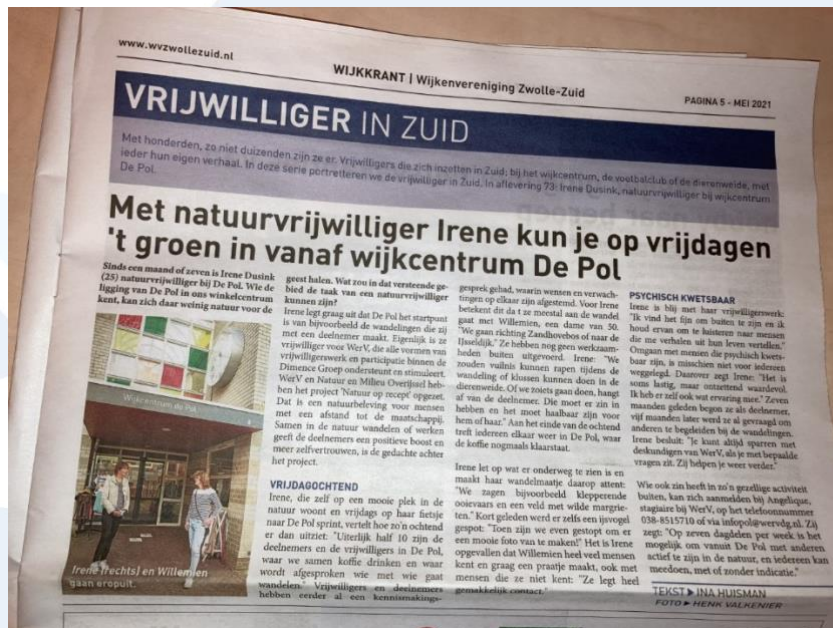 www.wvzwollezuid.nl
WIJKKRANT | Wijkenvereniging Zwolle-Zuid
PAGINA 5 - MEI 2021
VRIJWILLIGER IN ZUID
Met honderden, zo niet duizenden zijn ze er. Vrijwilligers die zich inzetten in Zuid; bij het wijkcentrum, de voetbalclub of de dierenweide, met
ieder hun eigen verhaal. In deze serie portretteren we de vrijwilliger in Zuid. In aflevering 73: Irene Dusink, natuurvrijwilliger bij wijkcentrum
De Pol.
Met natuurvrijwilliger Irene kun je op vrijdagen
't groen in vanaf wijkcentrum De Pol
Sinds een maand of zeven is Irene Dusink
(25) natuurvrijwilliger bij De Pol. Wie de
ligging van De Pol in ons winkelcentrum
kent, kan zich daar weinig natuur voor de
Wijkcentrum de Pol
Irene (rechts) en Willemien
gaan eropuit.
geest halen. Wat zou in dat versteende ge-
bied de taak van een natuurvrijwilliger
kunnen zijn?
Irene legt graag uit dat De Pol het startpunt
is van bijvoorbeeld de wandelingen die zij
met een deelnemer maakt. Eigenlijk is ze
vrijwilliger voor WerV, die alle vormen van
vrijwilligerswerk en participatie binnen de
Dimence Groep ondersteunt en stimuleert.
WerV en Natuur en Milieu Overijssel heb-
ben het project 'Natuur op recept' opgezet.
Dat is een natuurbeleving voor mensen
met een afstand tot de maatschappij.
Samen in de natuur wandelen of werken
geeft de deelnemers een positieve boost en
meer zelfvertrouwen, is de gedachte achter
het project.
VRIJDAGOCHTEND
Irene, die zelf op een mooie plek in de
natuur woont en vrijdags op haar fietsje
naar De Pol sprint, vertelt hoe zo'n ochtend
er dan uitziet: "Uiterlijk half 10 zijn de
deelnemers en de vrijwilligers in De Pol,
waar we samen koffie drinken en waar
wordt afgesproken wie met wie gaat
wandelen." Vrijwilligers en deelnemers
hebben eerder al een kennismakings-
gesprek gehad, waarin wensen en verwach-
tingen op elkaar zijn afgestemd. Voor Irene
betekent dit dat ze meestal aan de wandel
gaat met Willemien, een dame van 50.
"We gaan richting Zandhovebos of naar de
IJsseldijk." Ze hebben nog geen werkzaam-
heden buiten uitgevoerd. Irene: "We
zouden vuilnis kunnen rapen tijdens de
wandeling of klussen kunnen doen in de
dierenweide. Of we zoiets gaan doen, hangt
af van de deelnemer. Die moet er zin in
hebben en het moet haalbaar zijn voor
hem of haar." Aan het einde van de ochtend
treft iedereen elkaar weer in De Pol, waar
de koffie nogmaals klaarstaat.
Irene let op wat er onderweg te zien is en
maakt haar wandelmaatje daarop attent:
"We zagen bijvoorbeeld klepperende
ooievaars en een veld met wilde margrie-
ten." Kort geleden werd er zelfs een ijsvogel
gespot: "Toen zijn we even gestopt om er
een mooie foto van te maken!" Het is Irene
opgevallen dat Willemien heel veel mensen
kent en graag een praatje maakt, ook met
mensen die ze niet kent: "Ze legt heel
gemakkelijk contact."
PSYCHISCH KWETSBAAR
Irene is blij met haar vrijwilligerswerk:
"Ik vind het fijn om buiten te zijn en ik
houd ervan om te luisteren naar mensen
die me verhalen uit hun leven vertellen."
Omgaan met mensen die psychisch kwets-
baar zijn, is misschien niet voor iedereen
weggelegd. Daarover zegt Irene: "Het is
soms lastig, maar ontzettend waardevol.
Ik heb er zelf ook wat ervaring mee." Zeven
maanden geleden begon ze als deelnemer,
vijf maanden later werd ze al gevraagd om
anderen te begeleiden bij de wandelingen.
Irene besluit: "Je kunt altijd sparren met
deskundigen van WerV, als je met bepaalde
vragen zit. Zij helpen je weer verder."
Wie ook zin heeft in zo'n gezellige activiteit
buiten, kan zich aanmelden bij Angelique,
stagiaire bij WerV, op het telefoonnummer
038-8515710 of via infopol@wervdg.nl. Zij
zegt: "Op zeven dagdelen per week is het
mogelijk om vanuit De Pol met anderen
actief te zijn in de natuur, en iedereen kan
meedoen, met of zonder indicatie."
TEKST ▶ INA HUISMAN
FOTO ▶ HENK VALKENIER